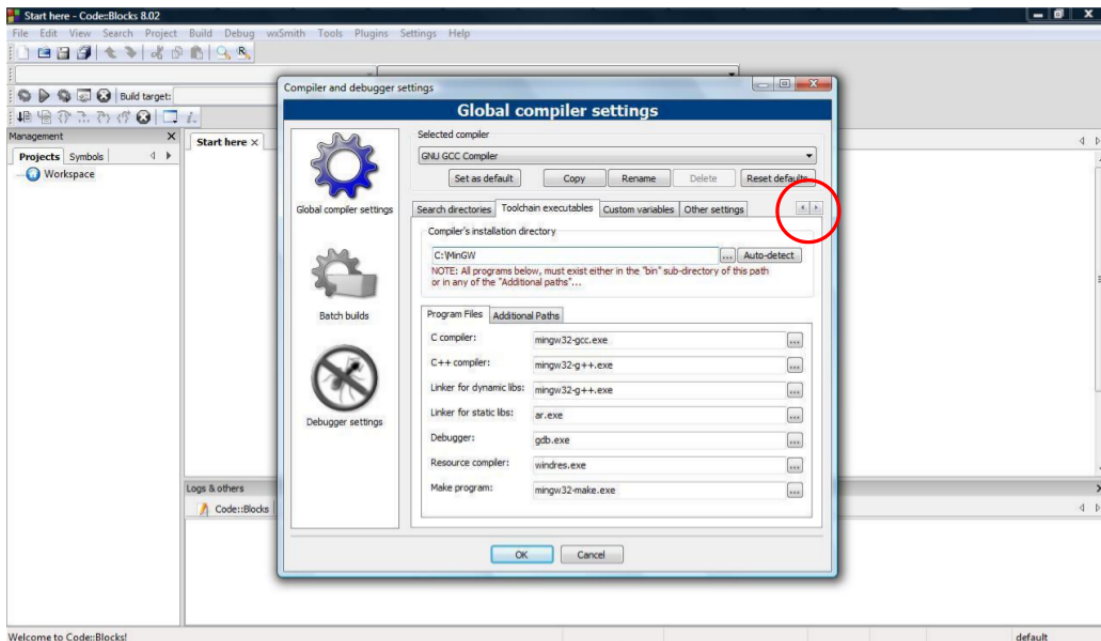 Start here - Code::Blocks 8.02
File Edit View Search Project Build Debug wxSmith Tools Plugins Settings Help
Build target:
Management
Projects Symbols
Workspace
Start here
Compiler and debugger settings
Global compiler settings
Global compiler settings
Batch builds
Debugger settings
Selected compiler
GNU GCC Compiler
Set as default Copy Rename Delete Reset defaults
Search directories Toolchain executables Custom variables Other settings
Compiler's installation directory
C:\MinGW
... Auto-detect
NOTE: All programs below, must exist either in the "bin" sub-directory of this path
or in any of the "Additional paths"...
Program Files Additional Paths
C compiler: mingw32-gcc.exe ...
C++ compiler: mingw32-g++.exe ...
Linker for dynamic libs: mingw32-g++.exe ...
Linker for static libs: ar.exe ...
Debugger: gdb.exe ...
Resource compiler: windres.exe ...
Make program: mingw32-make.exe ...
OK Cancel
Logs & others
Code::Blocks
Welcome to Code::Blocks!
default